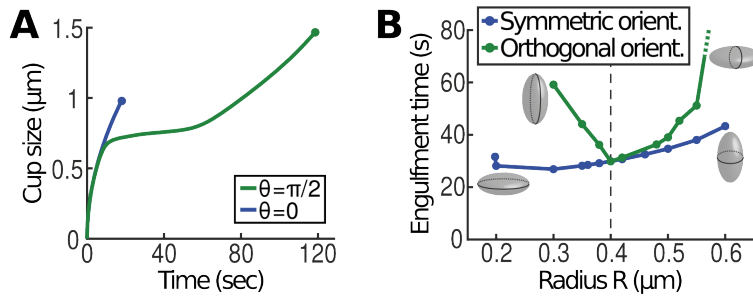 A
Cup size (μm)
1.5
1
0.5
0
0
40
80
120
Time (sec)
θ=π/2
θ=0
B
Engulfment time (s)
80
60
40
20
0.2
0.3
0.4
0.5
0.6
Radius R (μm)
Symmetric orient.
Orthogonal orient.